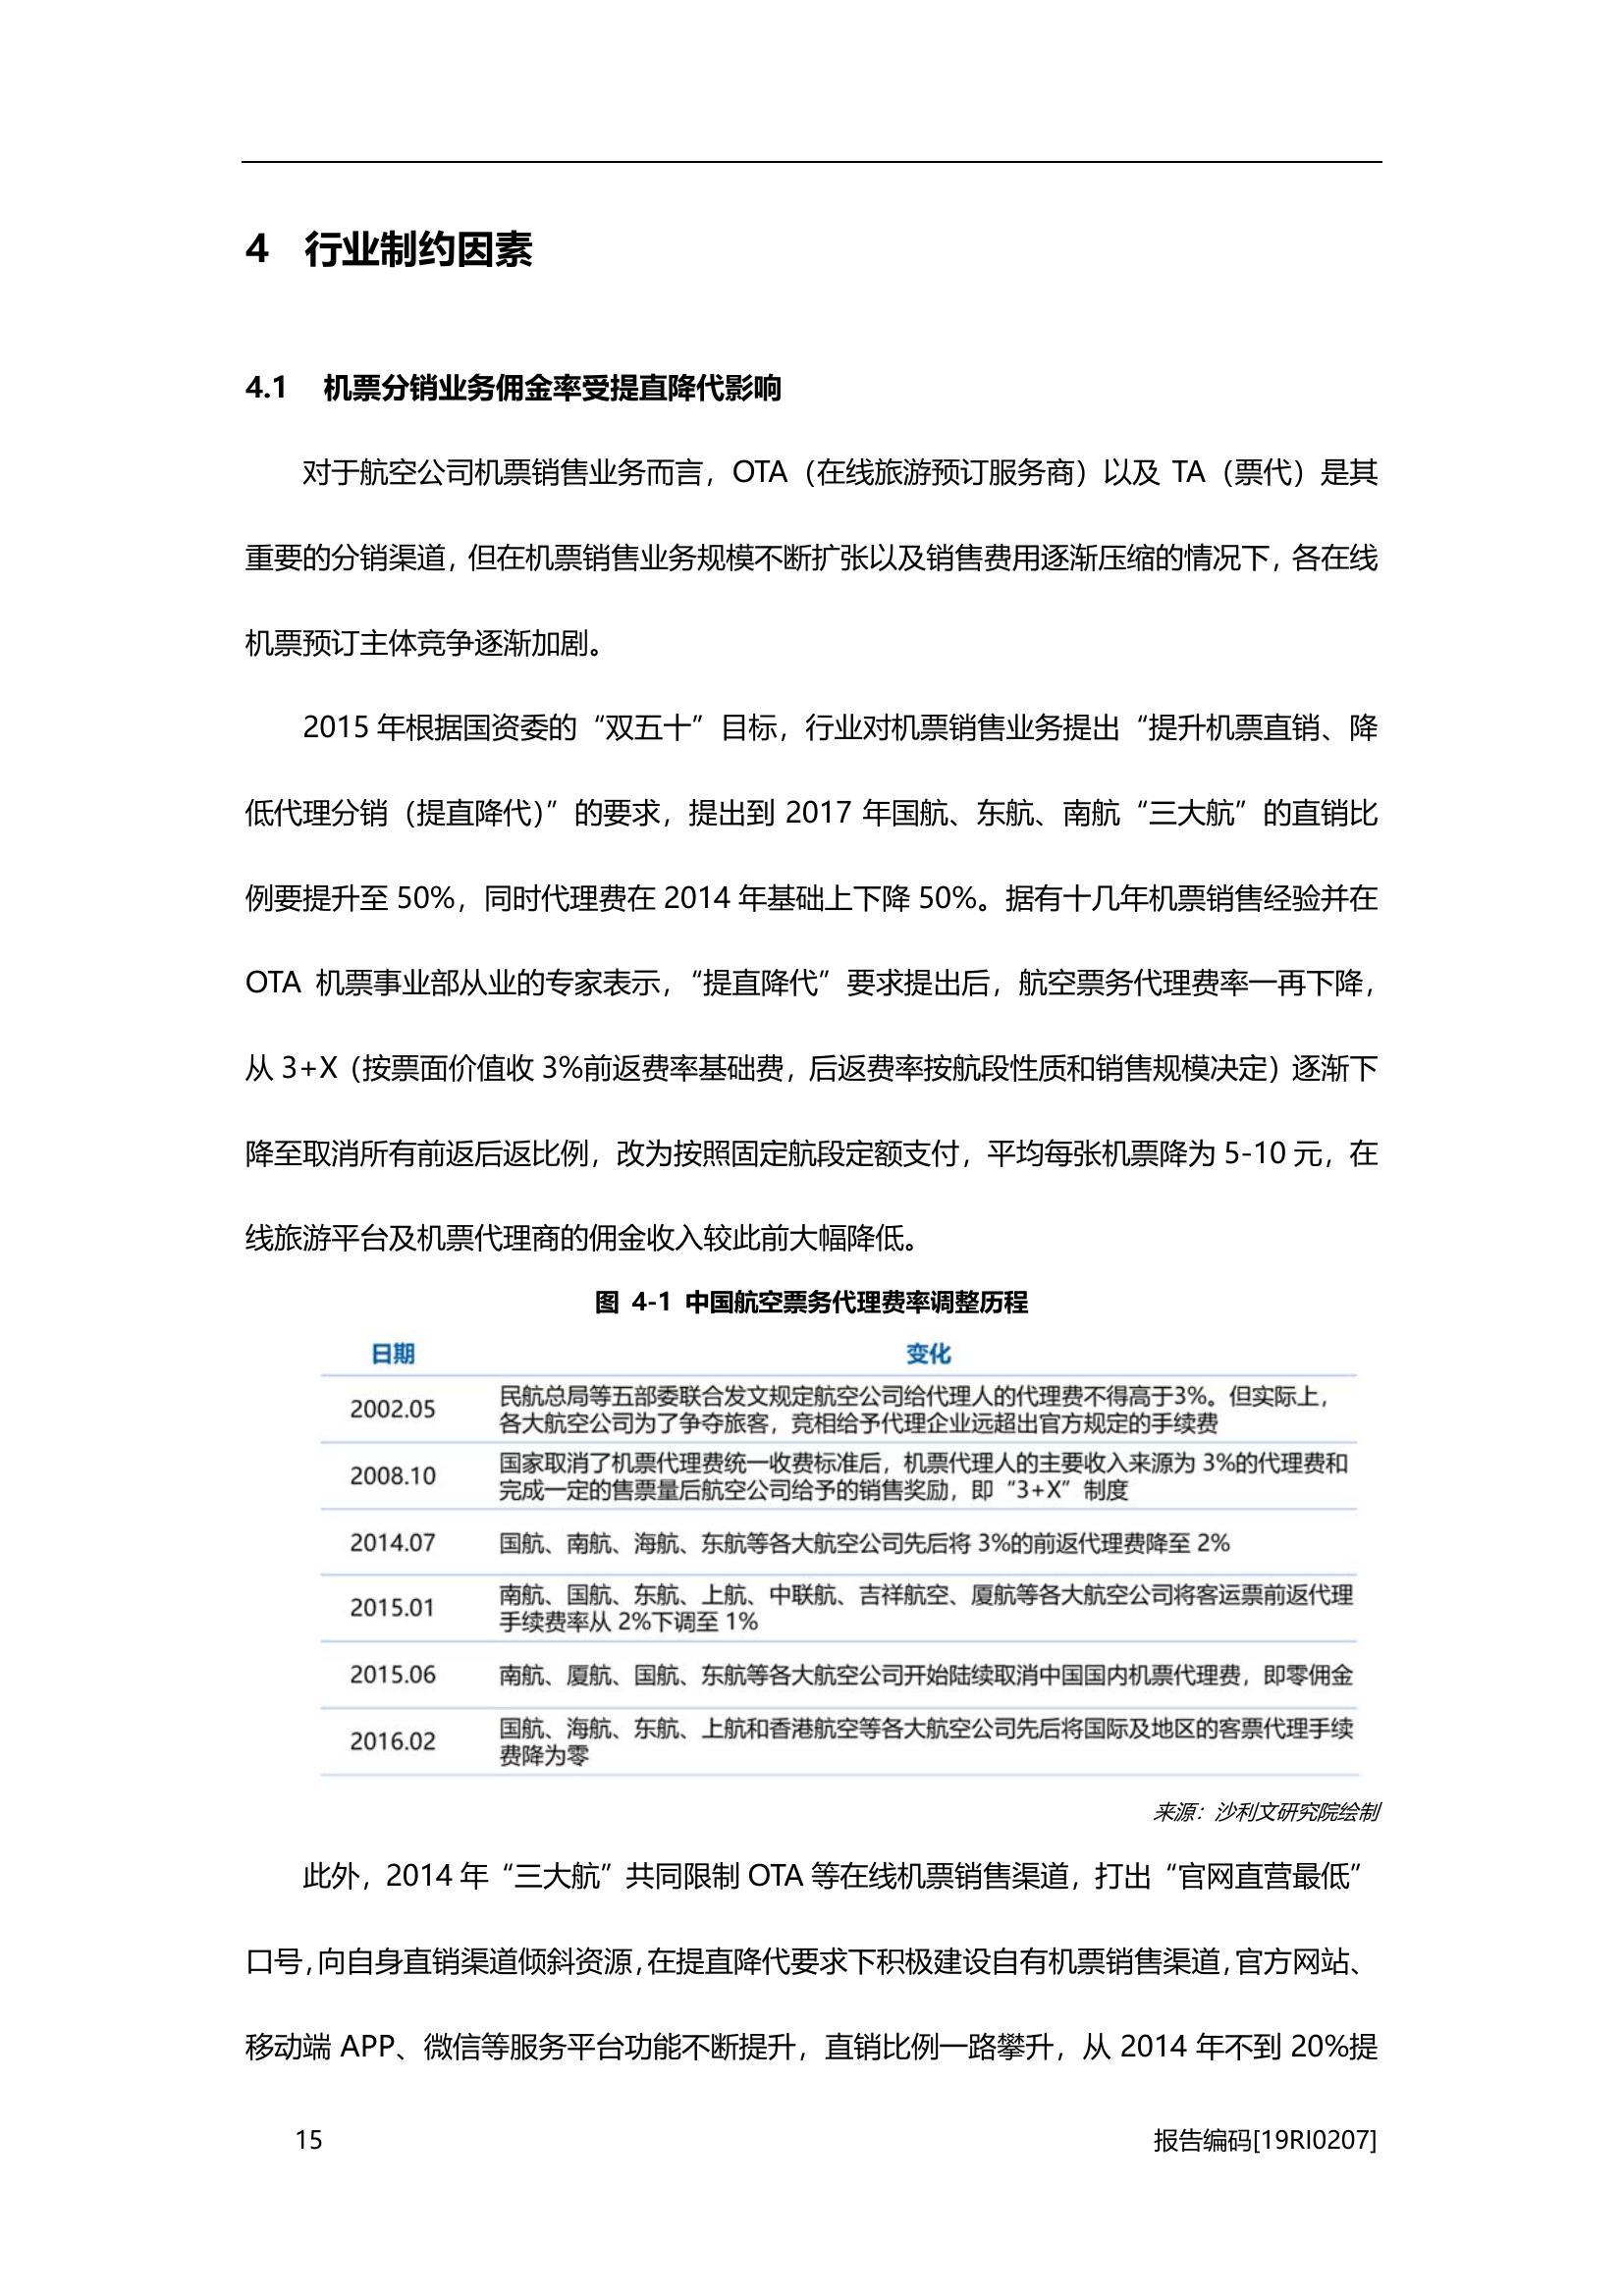 4 行业制约因素
4.1 机票分销业务佣金率受提直降代影响
对于航空公司机票销售业务而言，OTA（在线旅游预订服务商）以及 TA（票代）是其
重要的分销渠道，但在机票销售业务规模不断扩张以及销售费用逐渐压缩的情况下，各在线
机票预订主体竞争逐渐加剧。
2015 年根据国资委的“双五十”目标，行业对机票销售业务提出“提升机票直销、降
低代理分销（提直降代）”的要求，提出到 2017 年国航、东航、南航“三大航”的直销比
例要提升至 50%，同时代理费在 2014 年基础上下降 50%。据有十几年机票销售经验并在
OTA 机票事业部从业的专家表示，“提直降代”要求提出后，航空票务代理费率一再下降，
从 3+X（按票面价值收 3%前返费率基础费，后返费率按航段性质和销售规模决定）逐渐下
降至取消所有前返后返比例，改为按照固定航段定额支付，平均每张机票降为 5-10 元，在
线旅游平台及机票代理商的佣金收入较此前大幅降低。
图 4-1 中国航空票务代理费率调整历程
日期 变化
2002.05 民航总局等五部委联合发文规定航空公司给代理人的代理费不得高于3%。但实际上，
各大航空公司为了争夺旅客，竞相给予代理企业远超出官方规定的手续费
2008.10 国家取消了机票代理费统一收费标准后，机票代理人的主要收入来源为 3%的代理费和
完成一定的售票量后航空公司给予的销售奖励，即“3+X”制度
2014.07 国航、南航、海航、东航等各大航空公司先后将 3%的前返代理费降至 2%
2015.01 南航、国航、东航、上航、中联航、吉祥航空、厦航等各大航空公司将客运票前返代理
手续费率从 2%下调至 1%
2015.06 南航、厦航、国航、东航等各大航空公司开始陆续取消中国国内机票代理费，即零佣金
2016.02 国航、海航、东航、上航和香港航空等各大航空公司先后将国际及地区的客票代理手续
费降为零
来源：沙利文研究院绘制
此外，2014 年“三大航”共同限制 OTA 等在线机票销售渠道，打出“官网直营最低”
口号，向自身直销渠道倾斜资源，在提直降代要求下积极建设自有机票销售渠道，官方网站、
移动端 APP、微信等服务平台功能不断提升，直销比例一路攀升，从 2014 年不到 20%提
15 报告编码[19RI0207]